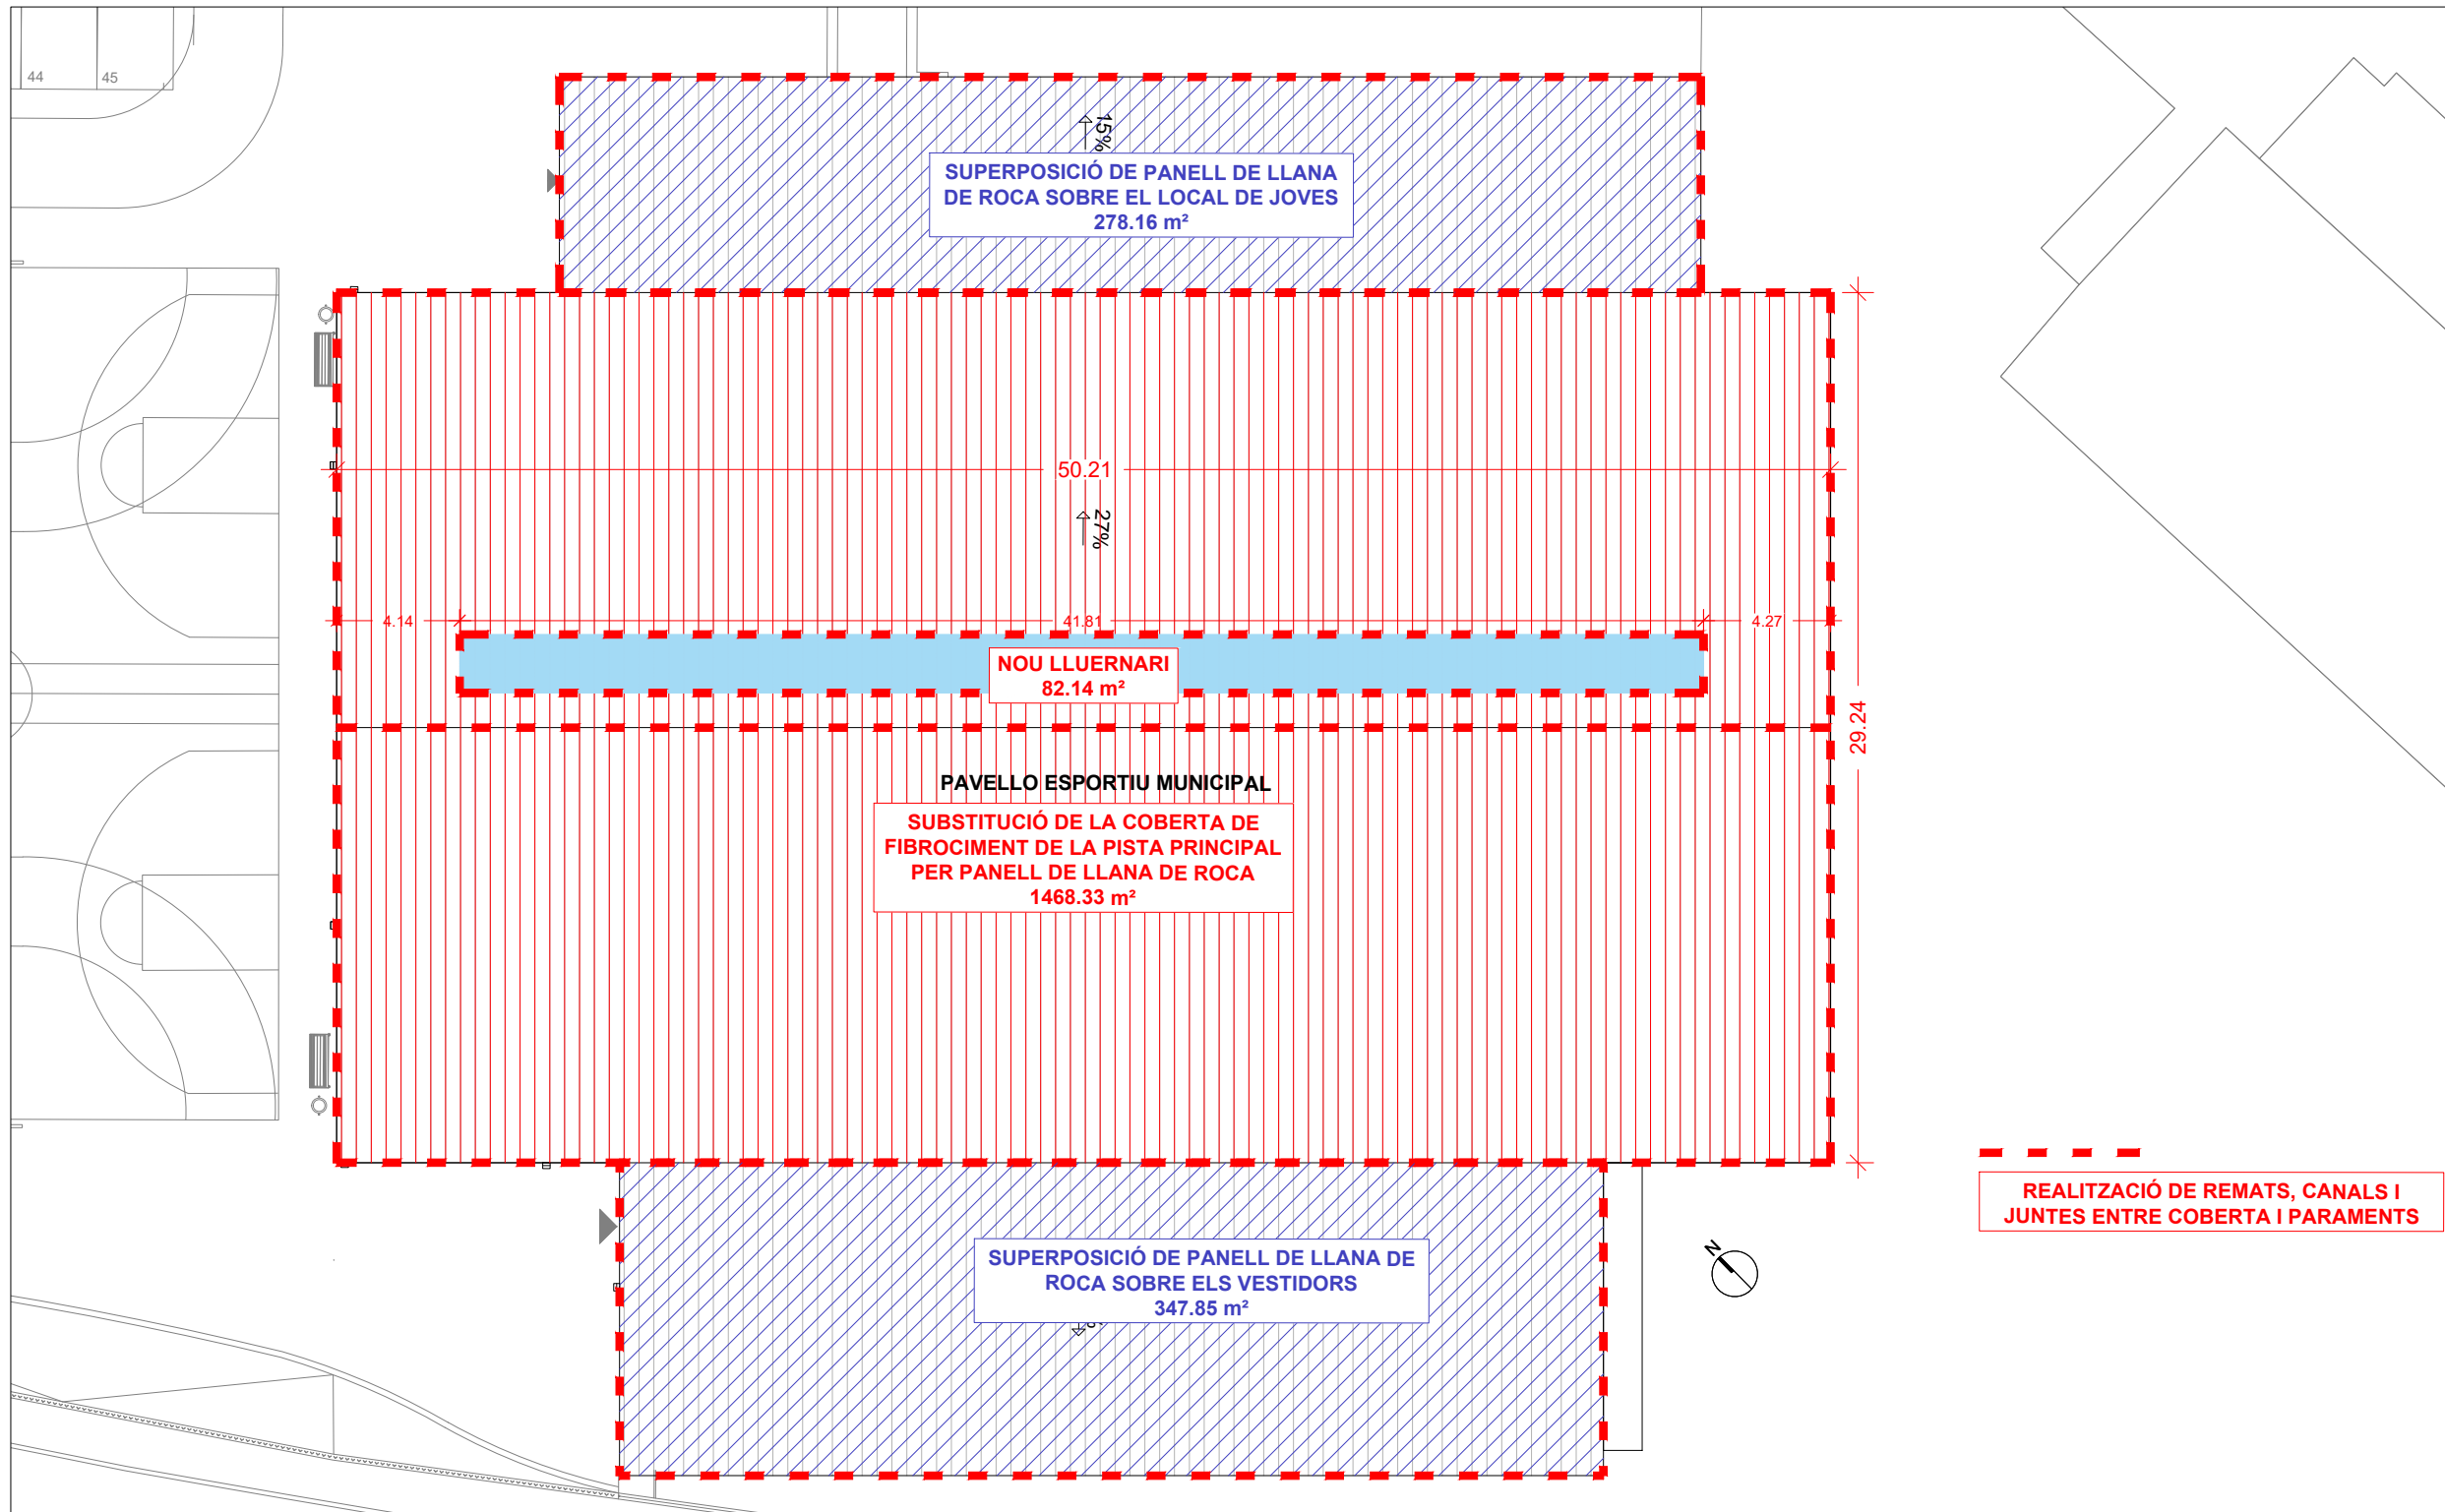 44
45
15%
SUPERPOSICIÓ DE PANELL DE LLANA
DE ROCA SOBRE EL LOCAL DE JOVES
278.16 m²
50.21
27%
4.14
41.81
4.27
NOU LLUERNARI
82.14 m²
29.24
PAVELLO ESPORTIU MUNICIPAL
SUBSTITUCIÓ DE LA COBERTA DE
FIBROCIMENT DE LA PISTA PRINCIPAL
PER PANELL DE LLANA DE ROCA
1468.33 m²
REALITZACIÓ DE REMATS, CANALS I
JUNTES ENTRE COBERTA I PARAMENTS
N
SUPERPOSICIÓ DE PANELL DE LLANA DE
ROCA SOBRE ELS VESTIDORS
347.85 m²